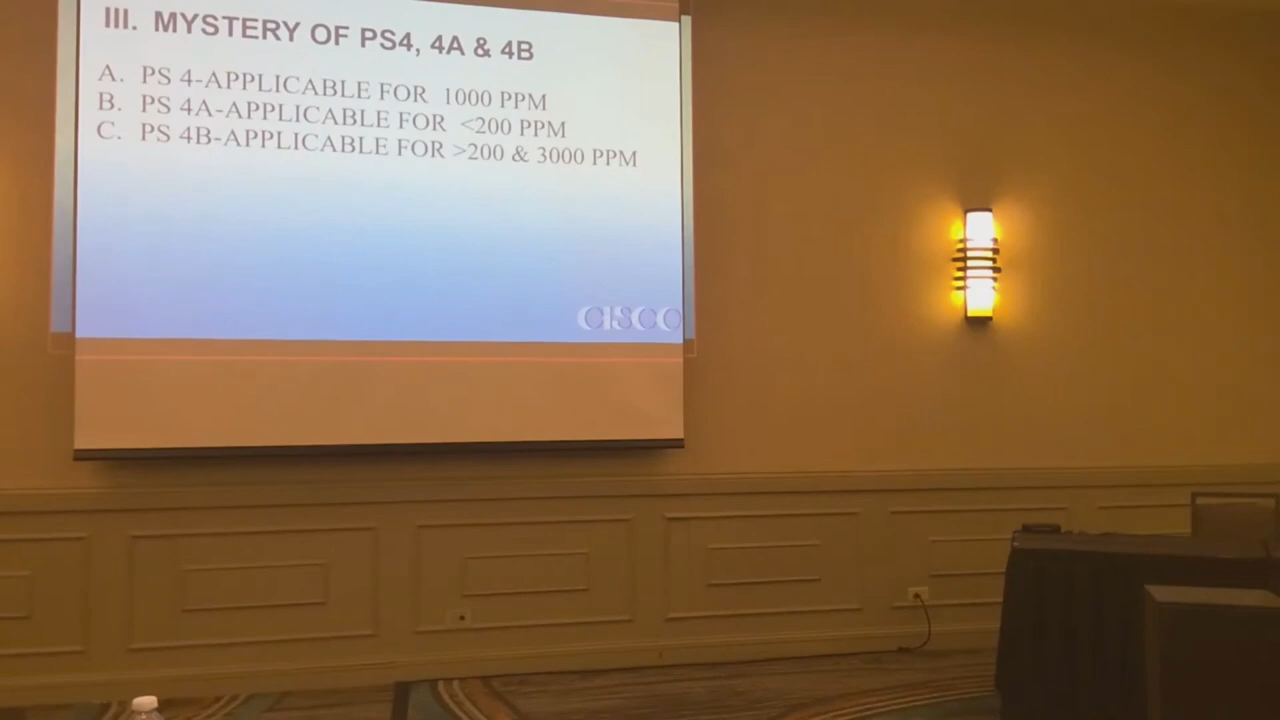 III. MYSTERY OF PS4, 4A & 4B
A. PS 4-APPLICABLE FOR 1000 PPM
B. PS 4A-APPLICABLE FOR <200 PPM
C. PS 4B-APPLICABLE FOR >200 & 3000 PPM
CISCO